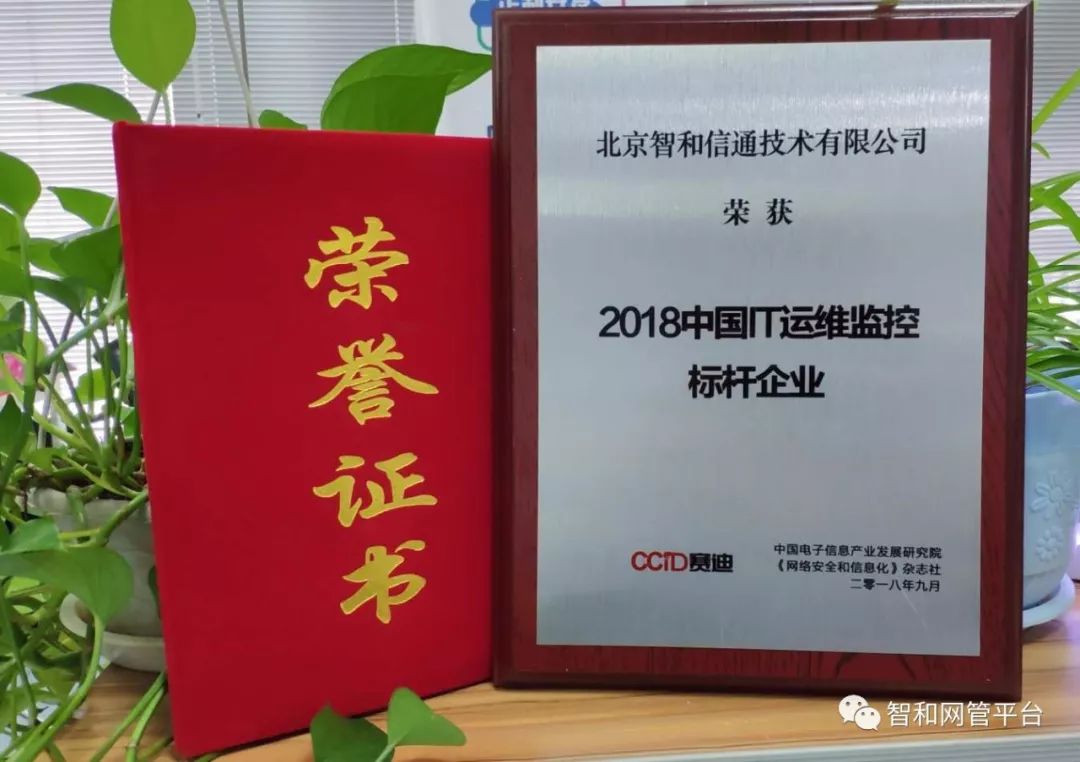 荣誉证书
北京智和信通技术有限公司
荣获
2018中国IT运维监控
标杆企业
CCID赛迪
中国电子信息产业发展研究院
《网络安全和信息化》杂志社
二零一八年九月
智和网管平台